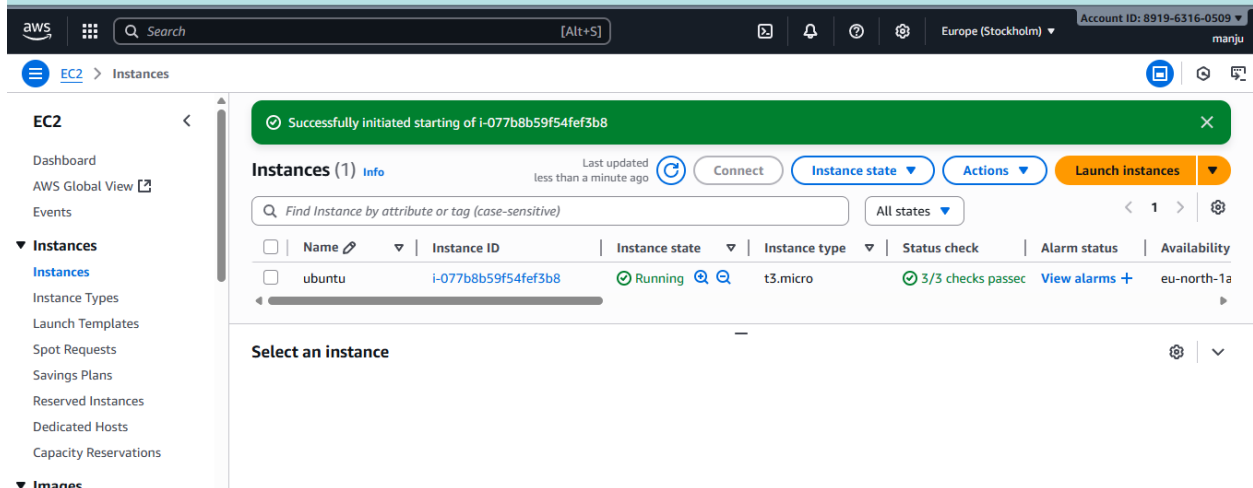 aws
Search [Alt+S]
Europe (Stockholm)
Account ID: 8919-6316-0509
manju
EC2 > Instances
EC2
Dashboard
AWS Global View
Events
Instances
Instances
Instance Types
Launch Templates
Spot Requests
Savings Plans
Reserved Instances
Dedicated Hosts
Capacity Reservations
Images
Successfully initiated starting of i-077b8b59f54fef3b8
Instances (1) Info
Last updated
less than a minute ago
Connect
Instance state
Actions
Launch instances
Find Instance by attribute or tag (case-sensitive)
All states
1
Name Instance ID Instance state Instance type Status check Alarm status Availability
ubuntu i-077b8b59f54fef3b8 Running t3.micro 3/3 checks passec View alarms + eu-north-1a
Select an instance